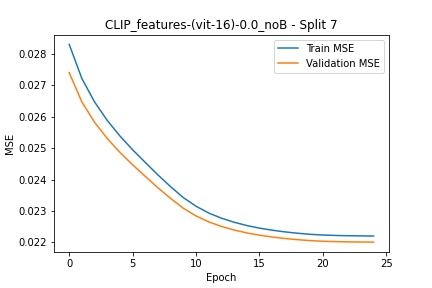 CLIP_features-(vit-16)-0.0_noB - Split 7
Train MSE
Validation MSE
0.028
0.027
0.026
0.025
0.024
0.023
0.022
MSE
0 5 10 15 20 25
Epoch